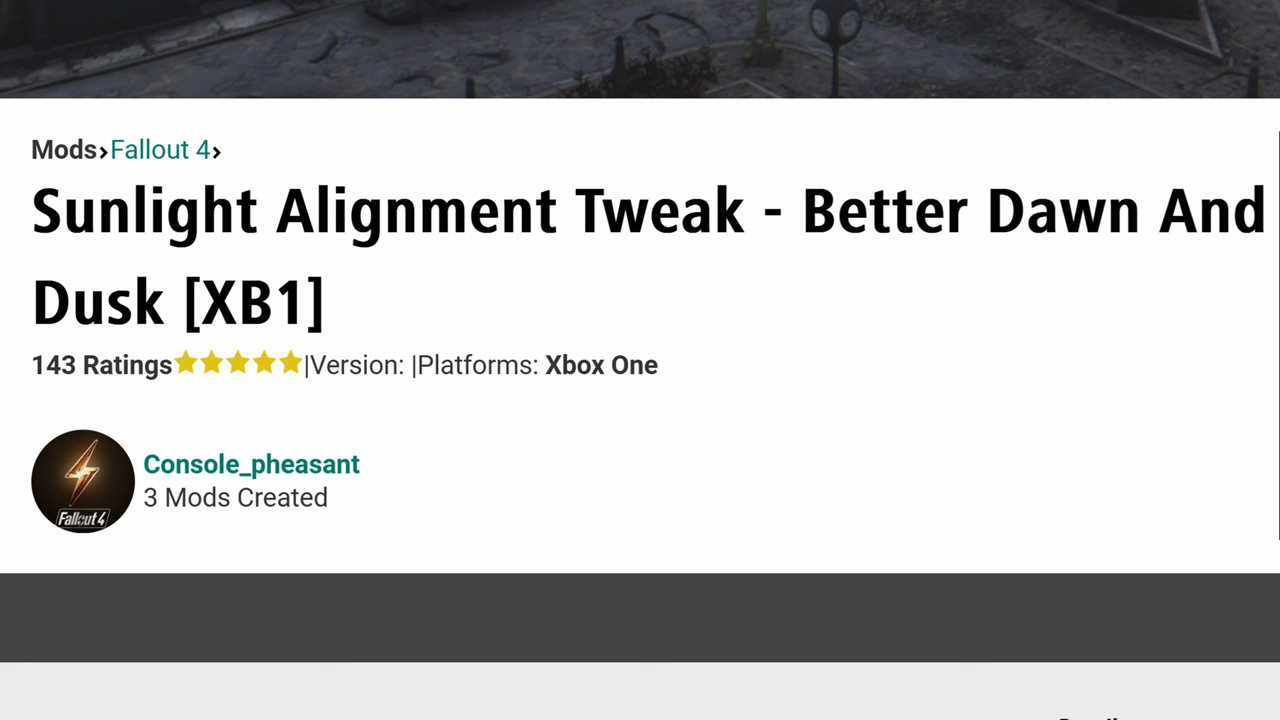 Mods›Fallout 4›
Sunlight Alignment Tweak - Better Dawn And
Dusk [XB1]
143 Ratings★★★★★|Version: |Platforms: Xbox One
Console_pheasant
3 Mods Created
Fallout 4